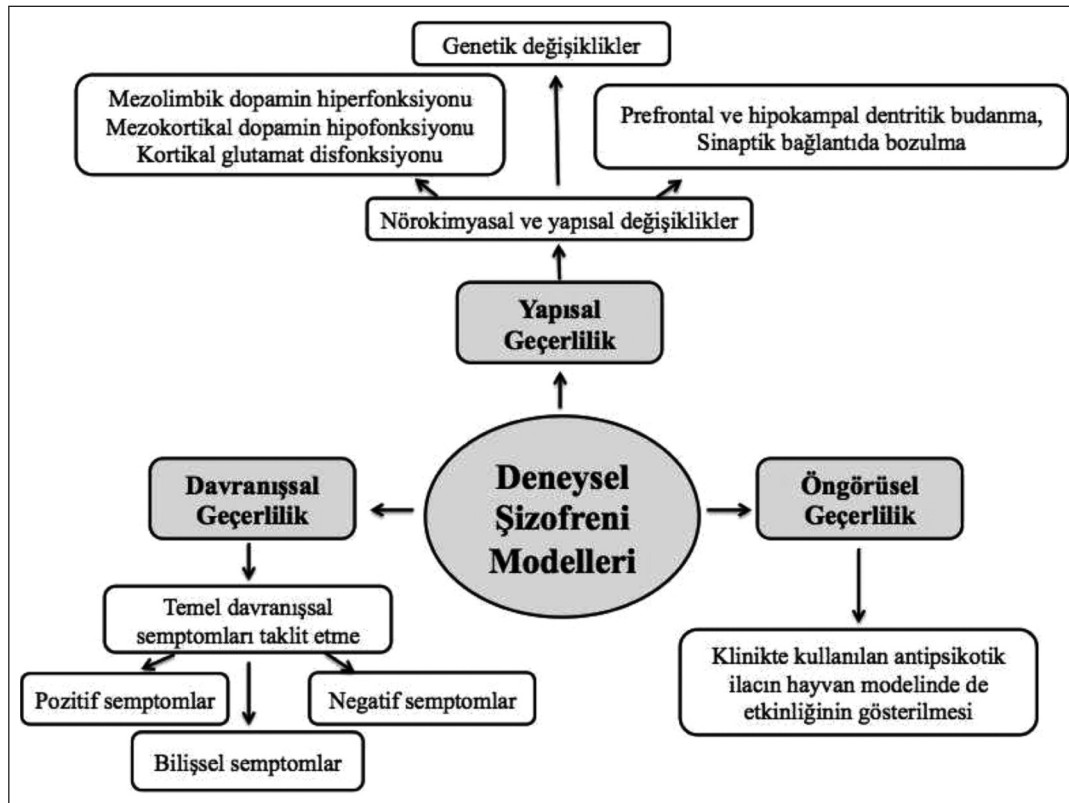 Genetik değişiklikler
Mezolimbik dopamin hiperfonksiyonu
Mezokortikal dopamin hipofonksiyonu
Kortikal glutamat disfonksiyonu
Prefrontal ve hipokampal dentritik budanma,
Sinaptik bağlantıda bozulma
Nörokimyasal ve yapısal değişiklikler
Yapısal
Geçerlilik
Deneysel
Şizofreni
Modelleri
Davranışsal
Geçerlilik
Öngörüsel
Geçerlilik
Temel davranışsal
semptomları taklit etme
Pozitif semptomlar
Negatif semptomlar
Bilişsel semptomlar
Klinikte kullanılan antipsikotik
ilacın hayvan modelinde de
etkinliğinin gösterilmesi